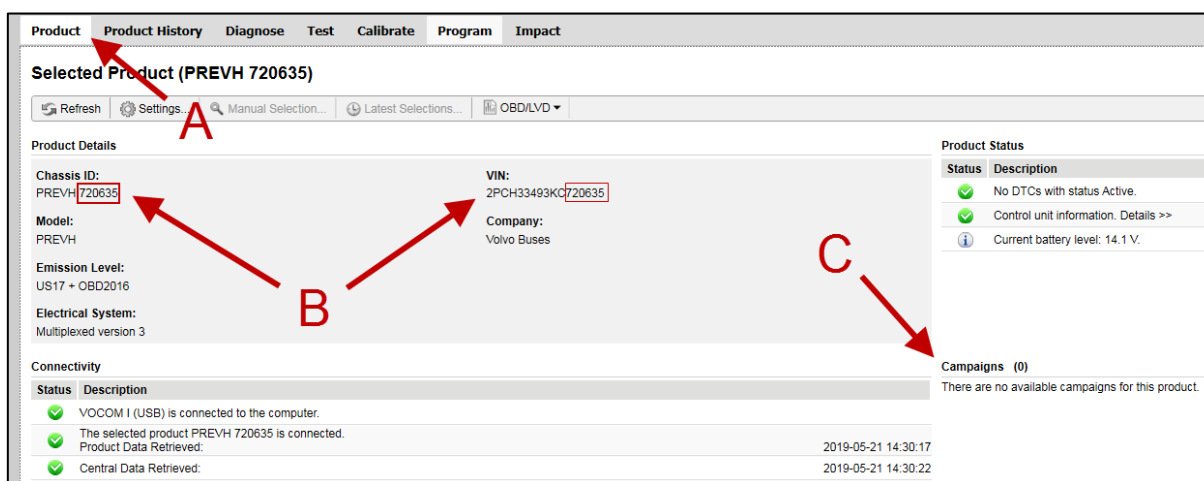 Product Product History Diagnose Test Calibrate Program Impact
Selected Product (PREVH 720635)
Refresh Settings... Manual Selection... Latest Selections... OBD/LVD
A
Product Details
Chassis ID:
PREVH 720635
VIN:
2PCH33493KC720635
Model:
PREVH
Company:
Volvo Buses
Emission Level:
US17 + OBD2016
Electrical System:
Multiplexed version 3
B
Product Status
Status Description
No DTCs with status Active.
Control unit information. Details >>
Current battery level: 14.1 V.
C
Connectivity
Status Description
VOCOM I (USB) is connected to the computer.
The selected product PREVH 720635 is connected.
Product Data Retrieved: 2019-05-21 14:30:17
Central Data Retrieved: 2019-05-21 14:30:22
Campaigns (0)
There are no available campaigns for this product.